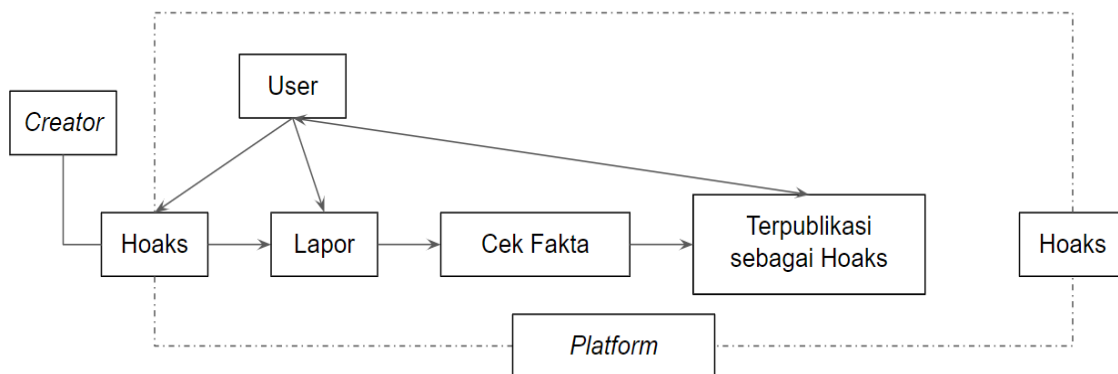 User
Creator
Hoaks
Lapor
Cek Fakta
Terpublikasi
sebagai Hoaks
Hoaks
Platform